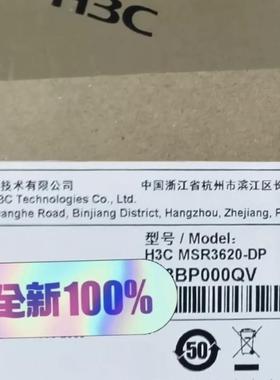 H3C
技术有限公司
中国浙江省杭州市滨江区长
3C Technologies Co., Ltd.
anghe Road, Binjiang District, Hangzhou, Zhejiang, P
型号 / Model:
H3C MSR3620-DP
3BP000QV
全新100%
50